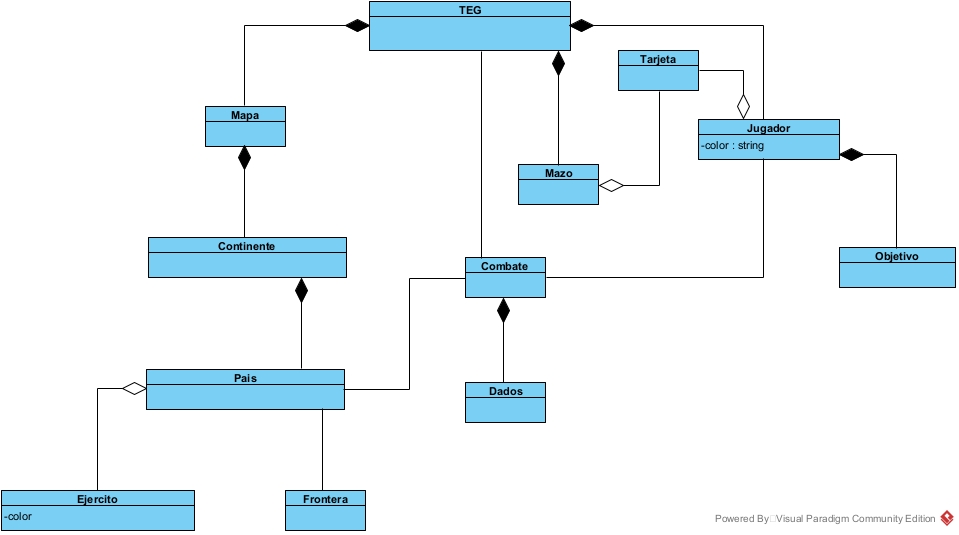 TEG
Tarjeta
Mapa
Jugador
-color : string
Mazo
Continente
Objetivo
Combate
Pais
Dados
Ejercito
-color
Frontera
Powered By Visual Paradigm Community Edition